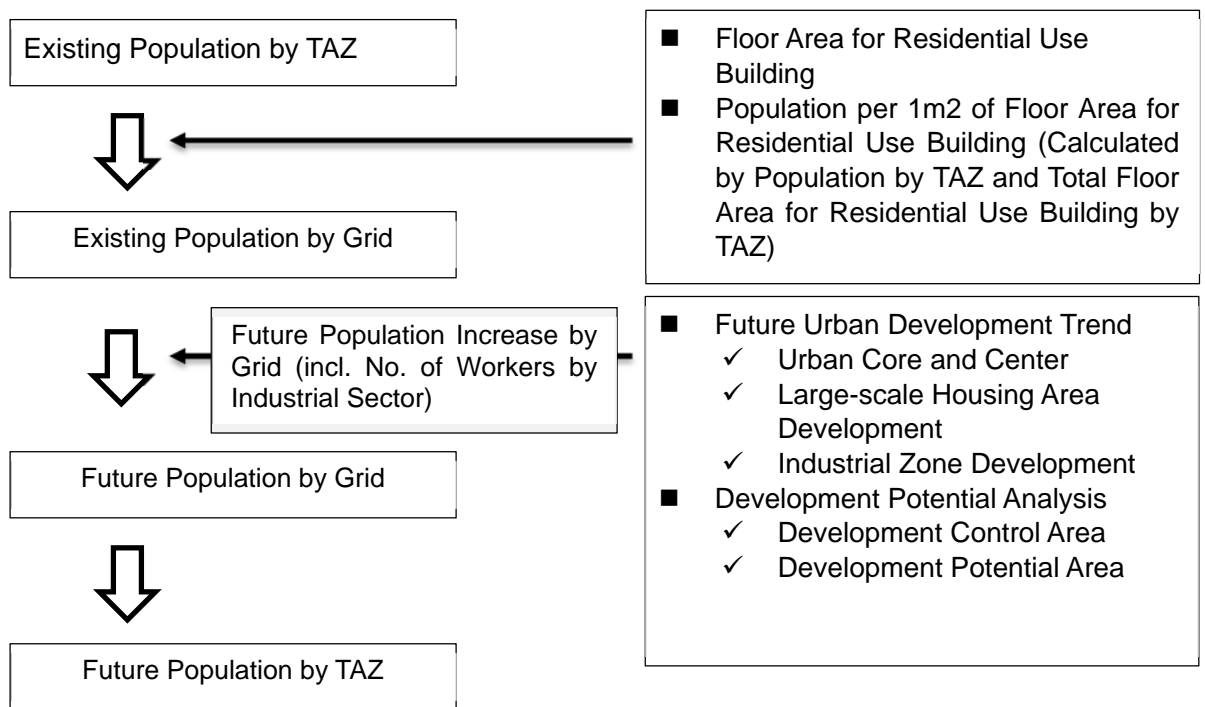 Existing Population by TAZ
■ Floor Area for Residential Use
Building
■ Population per 1m2 of Floor Area for
Residential Use Building (Calculated
by Population by TAZ and Total Floor
Area for Residential Use Building by
TAZ)
Existing Population by Grid
Future Population Increase by
Grid (incl. No. of Workers by
Industrial Sector)
■ Future Urban Development Trend
✓ Urban Core and Center
✓ Large-scale Housing Area
Development
✓ Industrial Zone Development
■ Development Potential Analysis
✓ Development Control Area
✓ Development Potential Area
Future Population by Grid
Future Population by TAZ